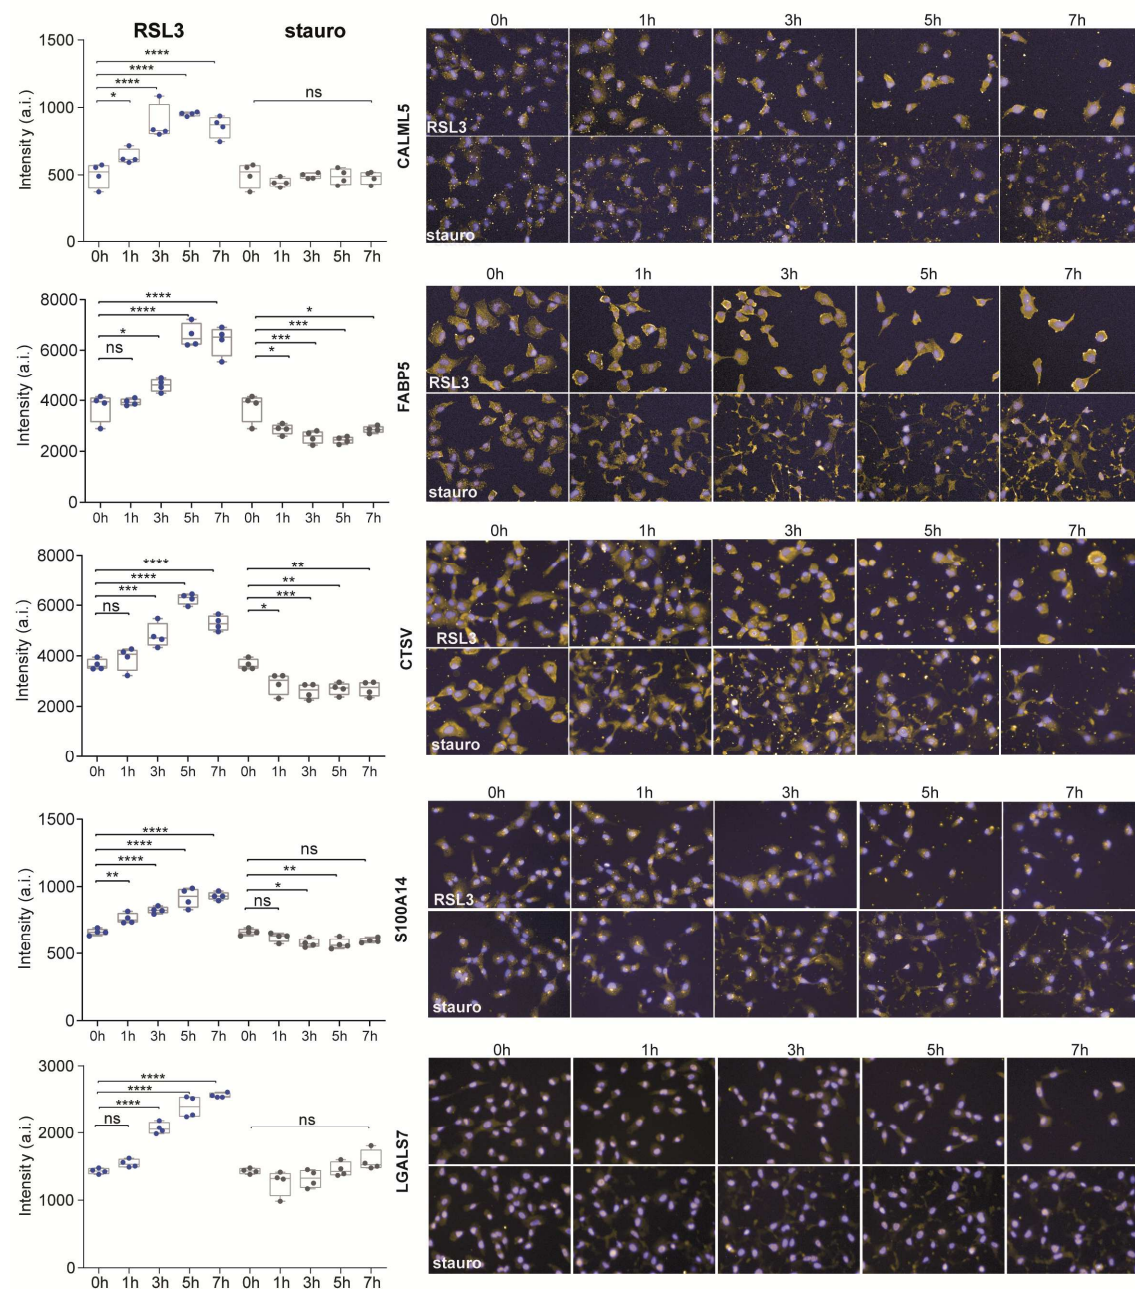 RSL3 stauro
0h 1h 3h 5h 7h
1500
1000
500
0
Intensity (a.i.)
****
****
****
*
ns
0h 1h 3h 5h 7h 0h 1h 3h 5h 7h
CALML5
RSL3
stauro
0h 1h 3h 5h 7h
8000
6000
4000
2000
0
Intensity (a.i.)
****
****
*
ns
*
***
***
*
0h 1h 3h 5h 7h 0h 1h 3h 5h 7h
FABP5
RSL3
stauro
0h 1h 3h 5h 7h
8000
6000
4000
2000
0
Intensity (a.i.)
****
****
***
ns
**
**
***
*
0h 1h 3h 5h 7h 0h 1h 3h 5h 7h
CTSV
RSL3
stauro
0h 1h 3h 5h 7h
1500
1000
500
0
Intensity (a.i.)
****
****
****
**
ns
**
*
ns
0h 1h 3h 5h 7h 0h 1h 3h 5h 7h
S100A14
RSL3
stauro
0h 1h 3h 5h 7h
3000
2000
1000
0
Intensity (a.i.)
****
****
****
ns
ns
0h 1h 3h 5h 7h 0h 1h 3h 5h 7h
LGALS7
stauro